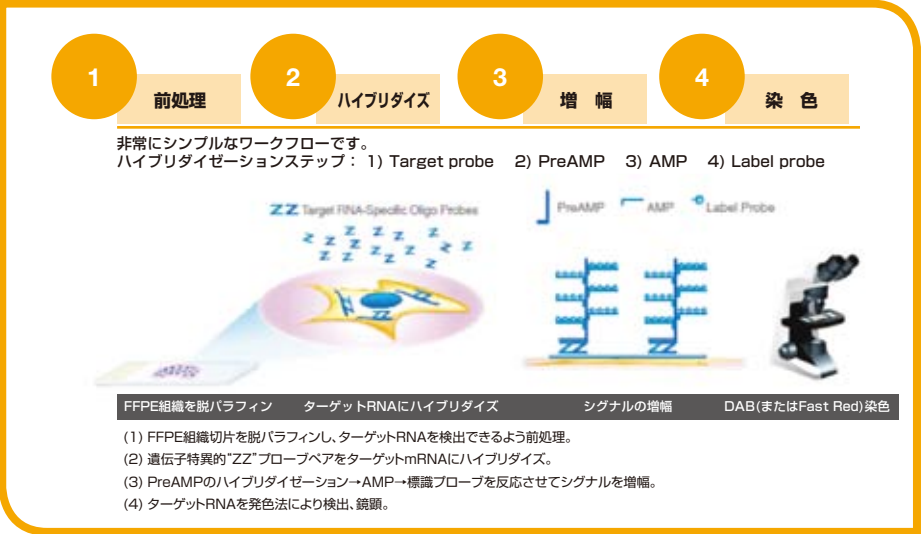 1 前処理 2 ハイブリダイズ 3 増 幅 4 染 色
非常にシンプルなワークフローです。
ハイブリダイゼーションステップ： 1) Target probe 2) PreAMP 3) AMP 4) Label probe
ZZ Target RNA-Specific Oligo Probes
PreAMP AMP Label Probe
FFPE組織を脱パラフィン ターゲットRNAにハイブリダイズ シグナルの増幅 DAB(またはFast Red)染色
(1) FFPE組織切片を脱パラフィンし、ターゲットRNAを検出できるよう前処理。
(2) 遺伝子特異的“ZZ”プローブペアをターゲットmRNAにハイブリダイズ。
(3) PreAMPのハイブリダイゼーション→AMP→標識プローブを反応させてシグナルを増幅。
(4) ターゲットRNAを発色法により検出、鏡顕。